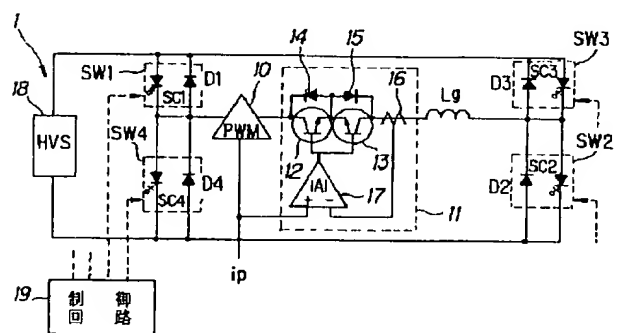 1
14
15
SW3
SW1
D1
10
16
D3
SC3
18
SC1
Lg
HVS
SW4
PWM
12
13
SW2
SC4
D4
|A|
17
D2
SC2
11
ip
19
制 御
回 路